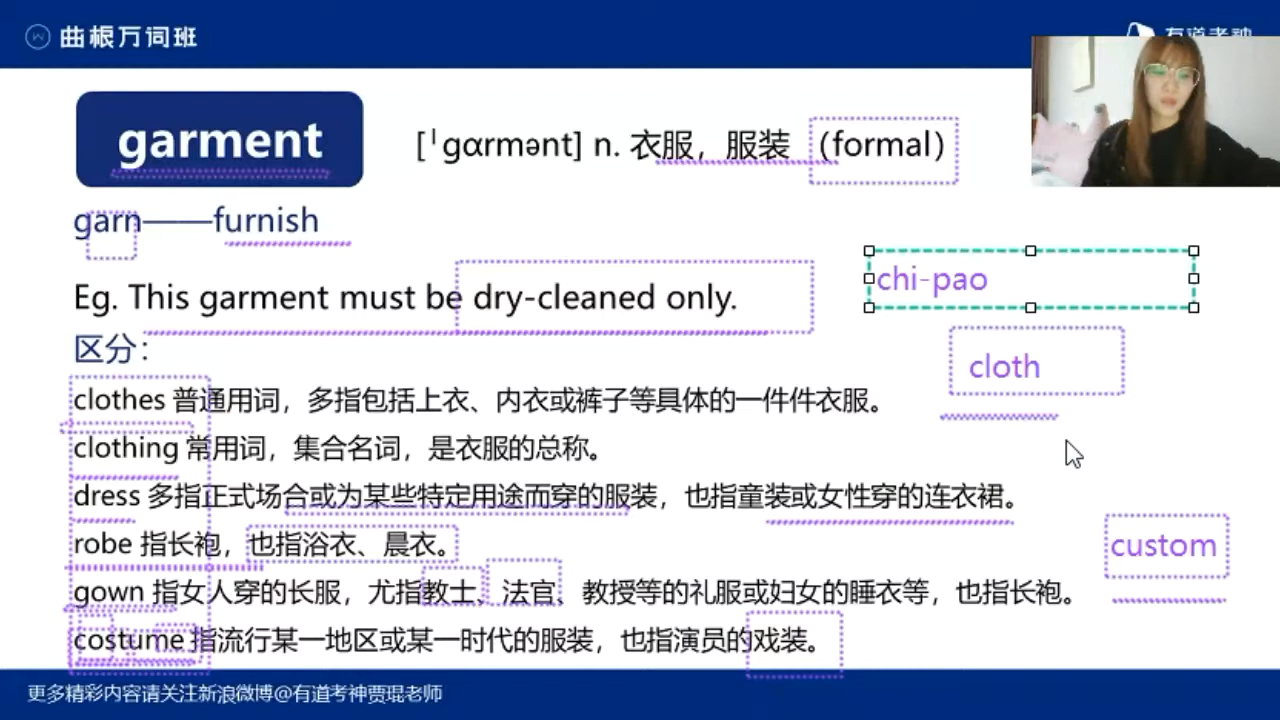 曲根万词班
有道考神
garment
[ˈɡɑrmənt] n. 衣服，服装 （formal）
garn——furnish
chi-pao
Eg. This garment must be dry-cleaned only.
区分：
cloth
clothes 普通用词，多指包括上衣、内衣或裤子等具体的一件件衣服。
clothing 常用词，集合名词，是衣服的总称。
dress 多指正式场合或为某些特定用途而穿的服装，也指童装或女性穿的连衣裙。
robe 指长袍，也指浴衣、晨衣。
custom
gown 指女人穿的长服，尤指教士、法官、教授等的礼服或妇女的睡衣等，也指长袍。
costume 指流行某一地区或某一时代的服装，也指演员的戏装。
更多精彩内容请关注新浪微博@有道考神贾琨老师